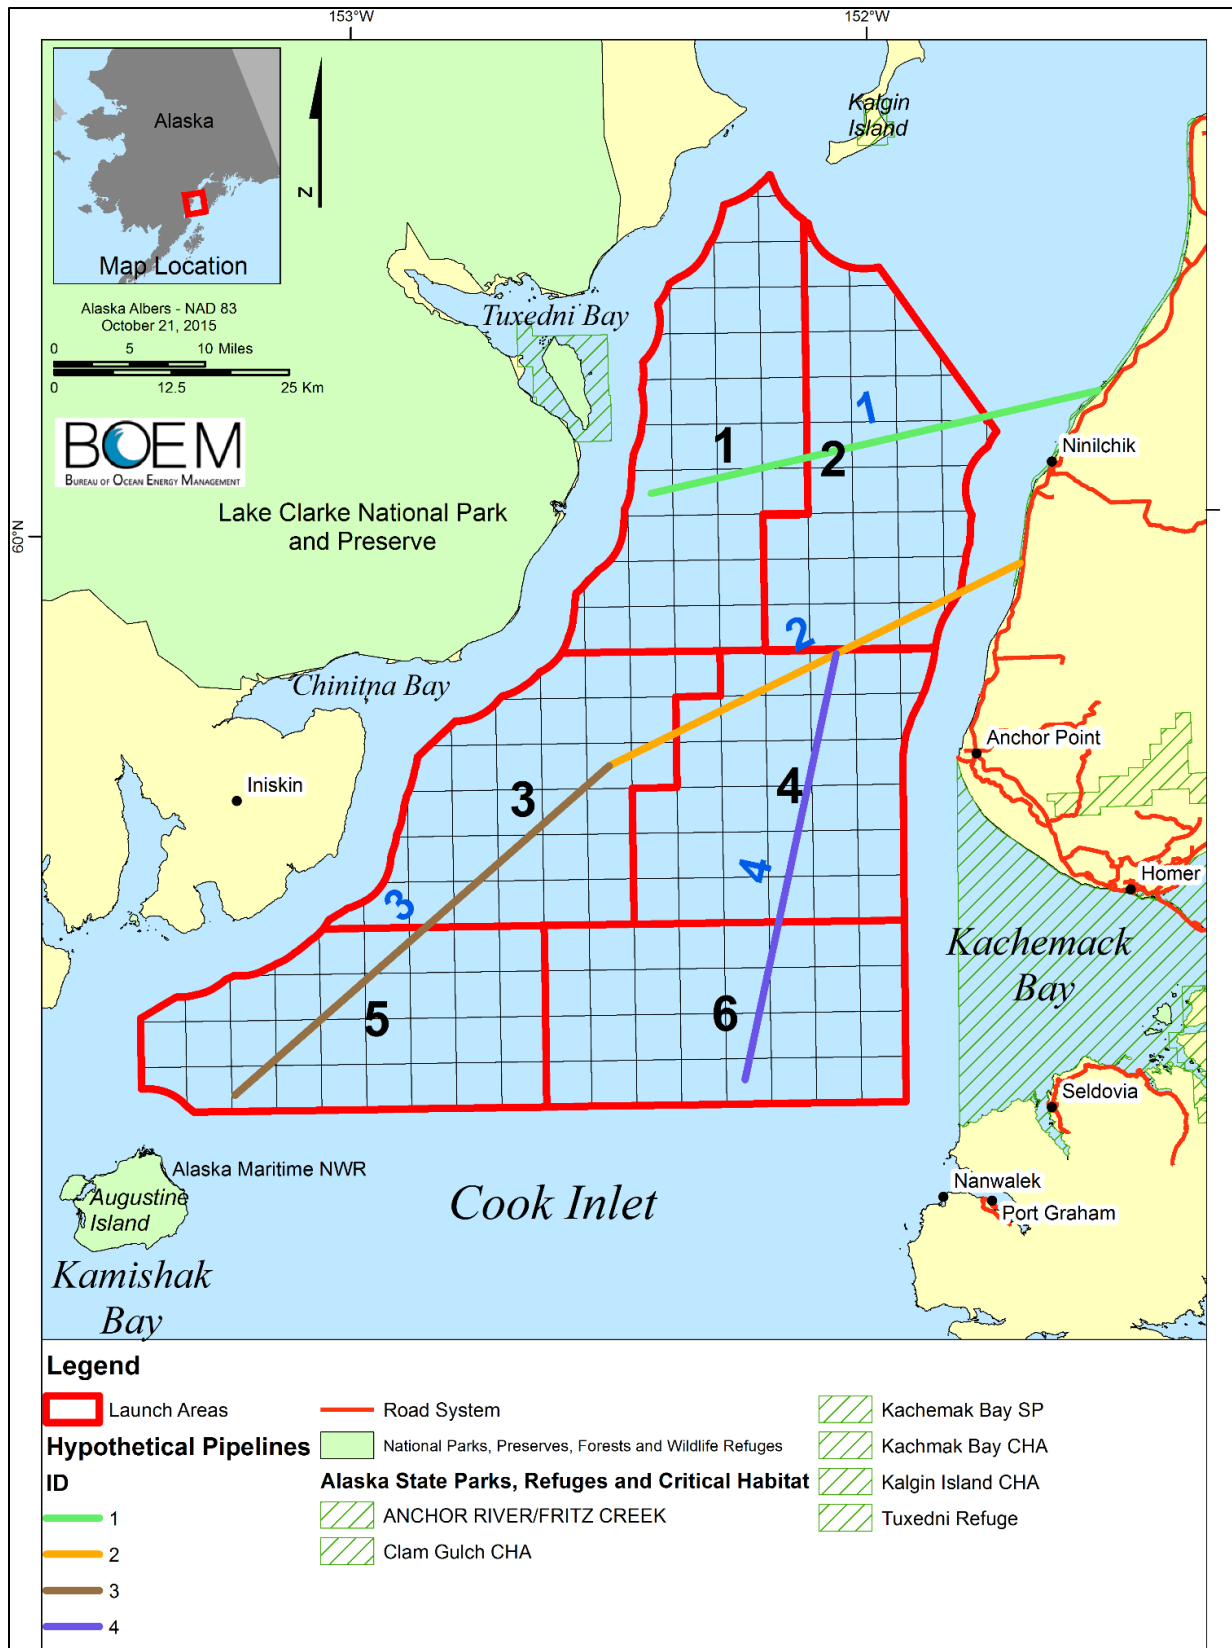 153°W
152°W
Alaska
Map Location
N
Kalgin
Island
Alaska Albers - NAD 83
October 21, 2015
0 5 10 Miles
0 12.5 25 Km
BOEM
BUREAU OF OCEAN ENERGY MANAGEMENT
Tuxedni Bay
1
1
2
Ninilchik
Lake Clarke National Park
and Preserve
60°N
2
Chinitna Bay
Iniskin
3
4
Anchor Point
4
3
Homer
Kachemack
Bay
5
6
Seldovia
Alaska Maritime NWR
Augustine
Island
Cook Inlet
Nanwalek
Port Graham
Kamishak
Bay
Legend
Launch Areas
Hypothetical Pipelines
ID
1
2
3
4
Road System
National Parks, Preserves, Forests and Wildlife Refuges
Alaska State Parks, Refuges and Critical Habitat
ANCHOR RIVER/FRITZ CREEK
Clam Gulch CHA
Kachemak Bay SP
Kachmak Bay CHA
Kalgin Island CHA
Tuxedni Refuge